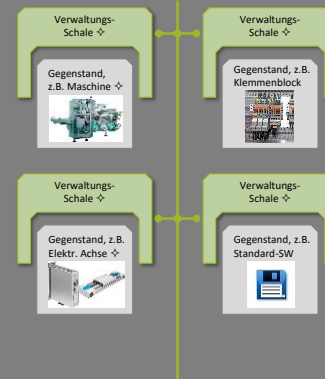 Verwaltungs-
Schale ✧
Gegenstand,
z.B. Maschine ✧
Verwaltungs-
Schale ✧
Gegenstand, z.B.
Klemmenblock
Verwaltungs-
Schale ✧
Gegenstand, z.B.
Elektr. Achse ✧
Verwaltungs-
Schale ✧
Gegenstand, z.B.
Standard-SW